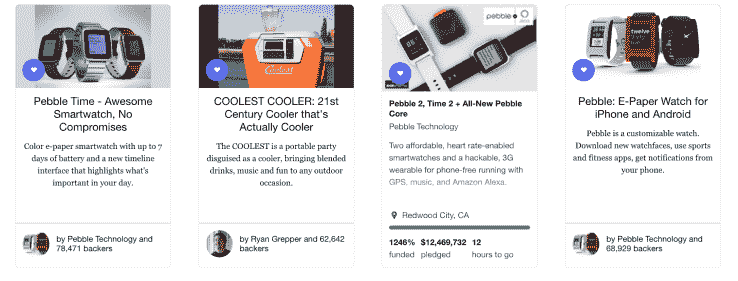 Pebble Time - Awesome
Smartwatch, No
Compromises
Color e-paper smartwatch with up to 7
days of battery and a new timeline
interface that highlights what's
important in your day.
by Pebble Technology and
78,471 backers
Coolest
COOLEST COOLER: 21st
Century Cooler that's
Actually Cooler
The COOLEST is a portable party
disguised as a cooler, bringing blended
drinks, music and fun to any outdoor
occasion.
by Ryan Grepper and 62,642
backers
pebble
Pebble 2, Time 2 + All-New Pebble
Core
Pebble Technology
Two affordable, heart rate-enabled
smartwatches and a hackable, 3G
wearable for phone-free running with
GPS, music, and Amazon Alexa.
Redwood City, CA
1246% $12,469,732 12
funded pledged hours to go
twelve
Pebble: E-Paper Watch for
iPhone and Android
Pebble is a customizable watch.
Download new watchfaces, use sports
and fitness apps, get notifications from
your phone.
by Pebble Technology and
68,929 backers